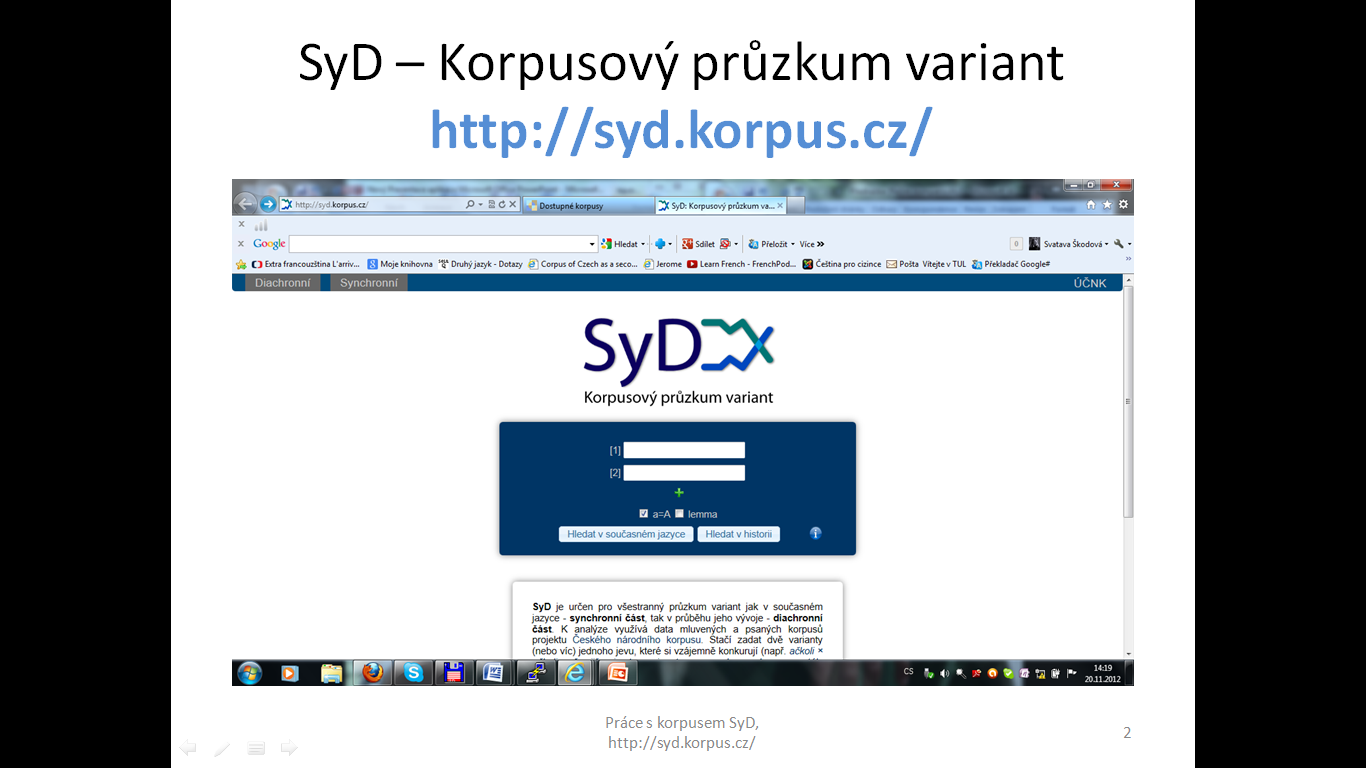 SyD – Korpusový průzkum variant
http://syd.korpus.cz/
http://syd.korpus.cz/
Dostupné korpusy
SyD: Korpusový průzkum va...
Google
Hledat
Sdílet
Přeložit
Více »
0
Svatava Škodová
Extra francouzština L'arriv...
Moje knihovna
Druhý jazyk - Dotazy
Corpus of Czech as a seco...
Jerome
Learn French - FrenchPod...
Čeština pro cizince
Pošta Vítejte v TUL
Překladač Google#
Diachronní
Synchronní
ÚČNK
SyD
Korpusový průzkum variant
[1]
[2]
a=A
lemma
Hledat v současném jazyce
Hledat v historii
SyD je určen pro všestranný průzkum variant jak v současném
jazyce - synchronní část, tak v průběhu jeho vývoje - diachronní
část. K analýze využívá data mluvených a psaných korpusů
projektu Českého národního korpusu. Stačí zadat dvě varianty
(nebo víc) jednoho jevu, které si vzájemně konkurují (např. ačkoli ×
CS
14:19
20.11.2012
Práce s korpusem SyD,
http://syd.korpus.cz/
2